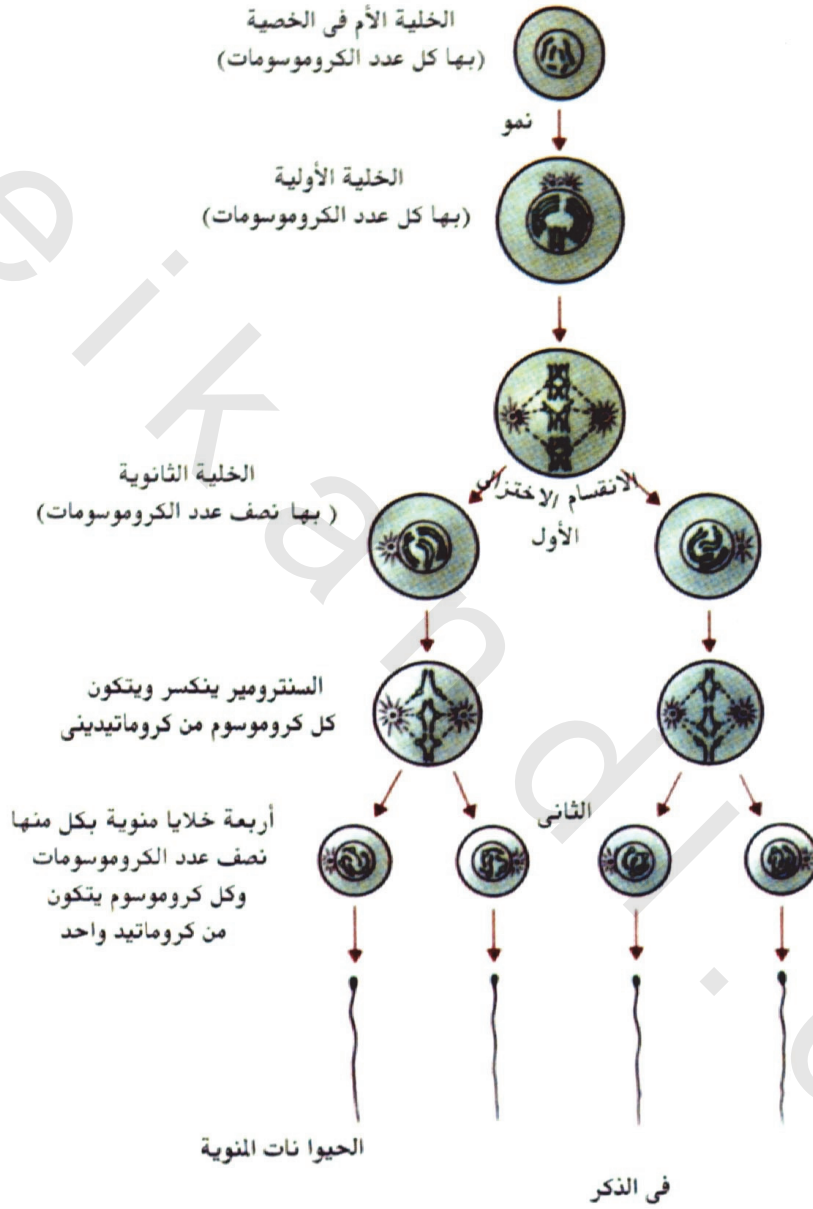 الخلية الأم فى الخصية
(بها كل عدد الكروموسومات)
نمو
الخلية الأولية
(بها كل عدد الكروموسومات)
الانقسام الاختزالى
الأول
الخلية الثانوية
( بها نصف عدد الكروموسومات)
السنترومير ينكسر ويتكون
كل كروموسوم من كروماتيدينى
الثانى
أربعة خلايا منوية بكل منها
نصف عدد الكروموسومات
وكل كروموسوم يتكون
من كروماتيد واحد
الحيوا نات المنوية
فى الذكر
e i k a n d l . c